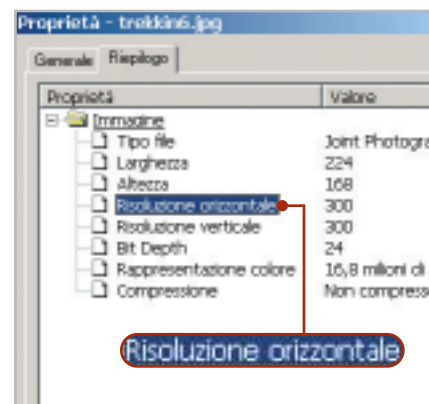 Proprietà - trekkin6.jpg
Generale Riepilogo
Proprietà Valore
Immagine
Tipo file Joint Photogra
Larghezza 224
Altezza 168
Risoluzione orizzontale 300
Risoluzione verticale 300
Bit Depth 24
Rappresentazione colore 16,8 milioni di
Compressione Non compresso
Risoluzione orizzontale